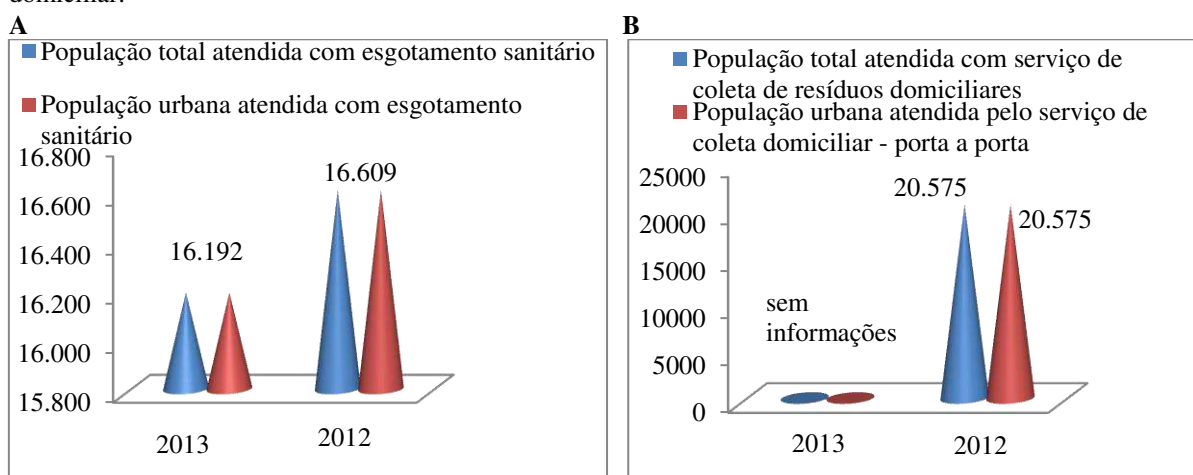 domiciliar.
A
População total atendida com esgotamento sanitário
População urbana atendida com esgotamento
sanitário
16.800
16.600
16.400
16.200
16.000
15.800
16.192
16.609
2013
2012
B
População total atendida com serviço de
coleta de resíduos domiciliares
População urbana atendida pelo serviço de
coleta domiciliar - porta a porta
25000
20000
15000
10000
5000
0
20.575
20.575
sem
informações
2013
2012